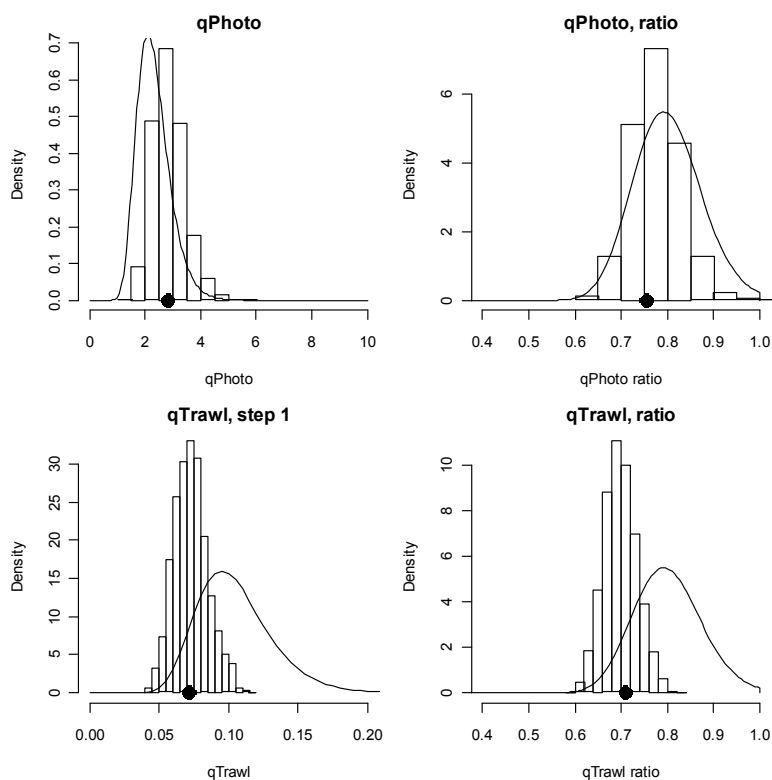 qPhoto
Density
0.0 0.1 0.2 0.3 0.4 0.5 0.6 0.7
0 2 4 6 8 10
qPhoto
qPhoto, ratio
Density
0 2 4 6
0.4 0.5 0.6 0.7 0.8 0.9 1.0
qPhoto ratio
qTrawl, step 1
Density
0 5 10 15 20 25 30
0.00 0.05 0.10 0.15 0.20
qTrawl
qTrawl, ratio
Density
0 2 4 6 8 10
0.4 0.5 0.6 0.7 0.8 0.9 1.0
qTrawl ratio